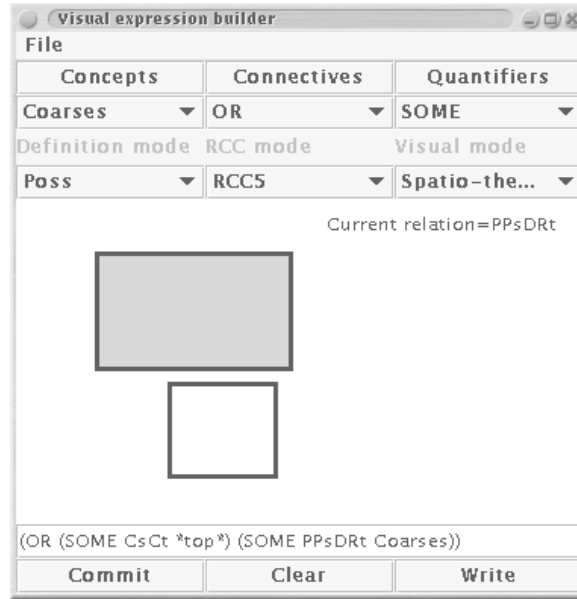 Visual expression builder
File
Concepts Connectives Quantifiers
Coarses OR SOME
Definition mode RCC mode Visual mode
Poss RCC5 Spatio-the...
Current relation=PPsDRt
(OR (SOME CsCt *top*) (SOME PPsDRt Coarses))
Commit Clear Write